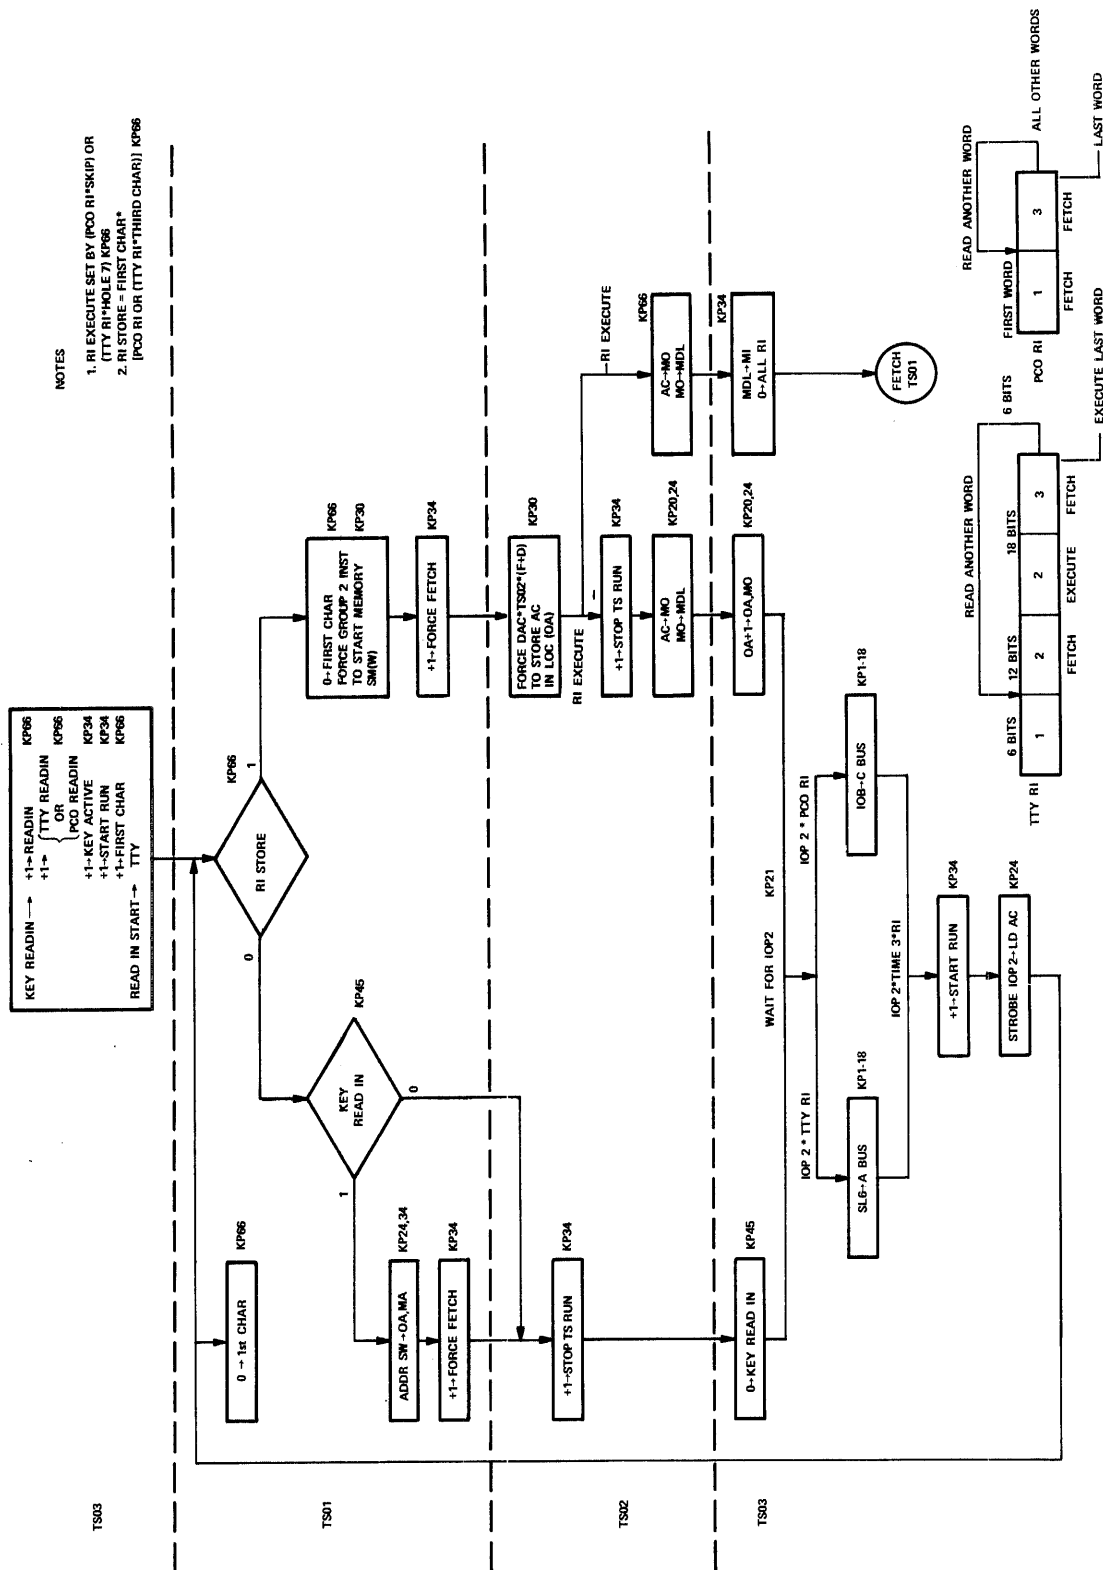 KEY READIN → +1→READIN KP66
+1→ {TTY READIN KP66
OR
PCO READIN
+1→KEY ACTIVE KP34
+1→START RUN KP34
+1→FIRST CHAR KP66
READ IN START→ TTY
NOTES
1. RI EXECUTE SET BY (PCO RI*SKIP) OR
(TTY RI*HOLE 7) KP66
2. RI STORE = FIRST CHAR*
[PCO RI OR (TTY RI*THIRD CHAR)] KP66
TS03
TS01
0 → 1st CHAR
KP66
RI STORE
KP66
0
1
KEY
READ IN
KP45
1
0
ADDR SW→OA,MA
KP24,34
+1→FORCE FETCH
KP34
0→FIRST CHAR
FORCE GROUP 2 INST
TO START MEMORY
SM(W)
KP66
KP30
+1→FORCE FETCH
KP34
TS02
+1→STOP TS RUN
KP34
FORCE DAC*TS02*(F+D)
TO STORE AC
IN LOC (OA)
KP30
RI EXECUTE
RI EXECUTE
+1→STOP TS RUN
KP34
AC→MO
MO→MDL
KP20,24
AC→MO
MO→MDL
KP66
TS03
0→KEY READ IN
KP45
OA+1→OA,MO
KP20,24
MDL→MI
0→ALL RI
KP34
WAIT FOR IOP2 KP21
IOP 2 * TTY RI
IOP 2 * PCO RI
SL6→A BUS
KP1-18
IOB→C BUS
KP1-18
IOP 2*TIME 3*RI
+1→START RUN
KP34
STROBE IOP2→LD AC
KP24
FETCH
TS01
READ ANOTHER WORD
6 BITS
12 BITS
18 BITS
6 BITS
TTY RI
1
2
2
3
FETCH
EXECUTE
FETCH
EXECUTE LAST WORD
READ ANOTHER WORD
FIRST WORD
ALL OTHER WORDS
PCO RI
1
3
FETCH
FETCH
LAST WORD